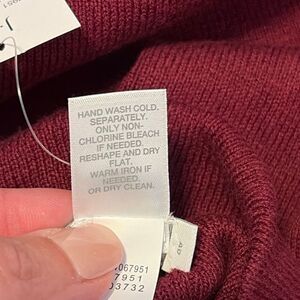 HAND WASH COLD.
SEPARATELY.
ONLY NON-
CHLORINE BLEACH
IF NEEDED.
RESHAPE AND DRY
FLAT.
WARM IRON IF
NEEDED.
OR DRY CLEAN.
067951
7951
03732